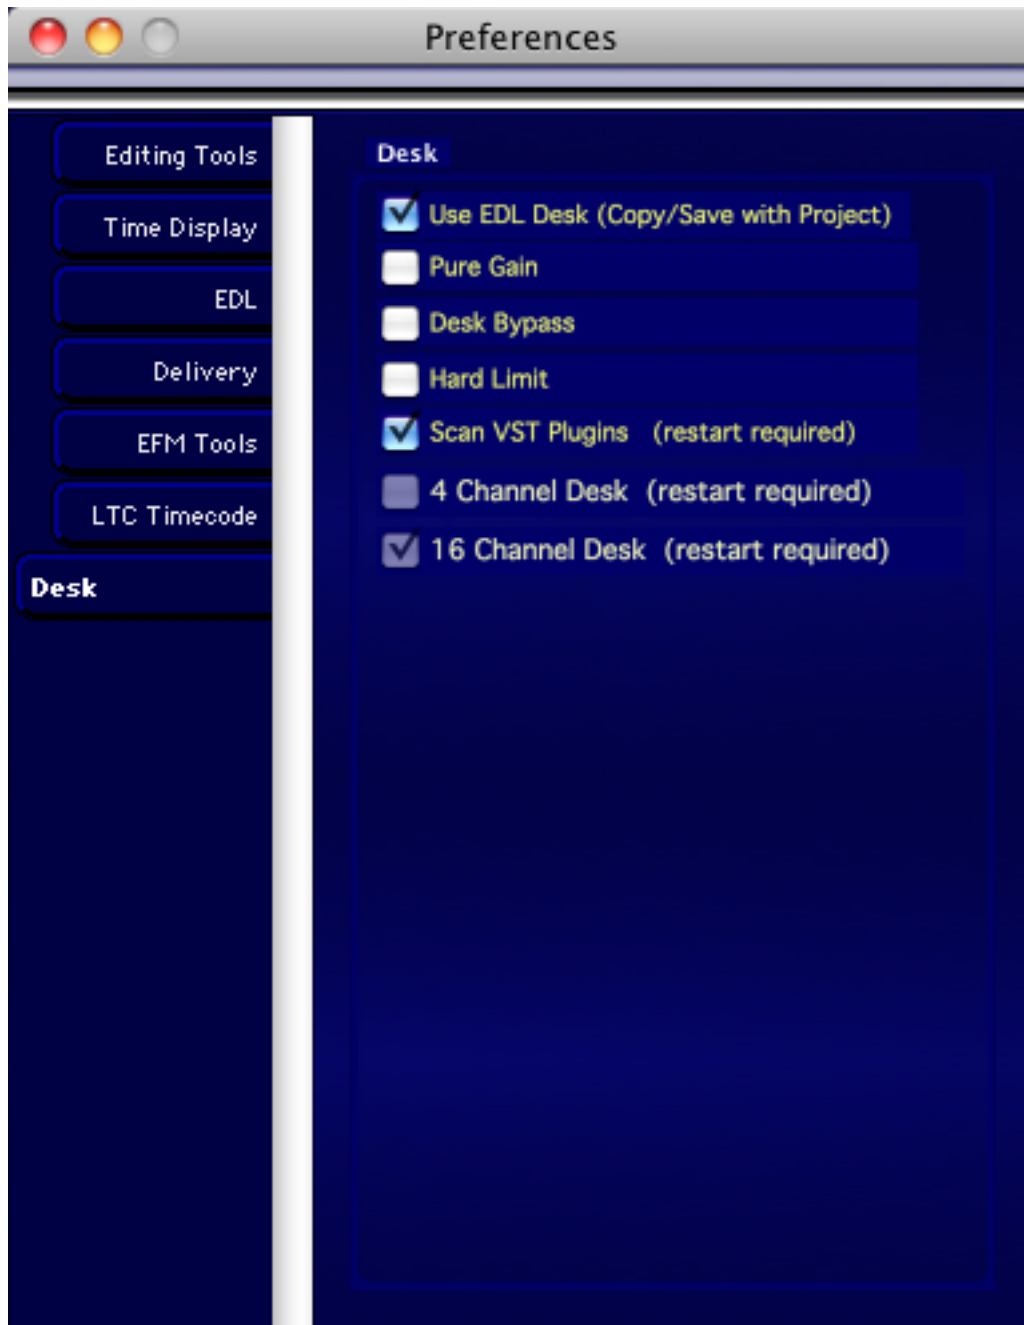 Preferences
Editing Tools
Time Display
EDL
Delivery
EFM Tools
LTC Timecode
Desk
Desk
Use EDL Desk (Copy/Save with Project)
Pure Gain
Desk Bypass
Hard Limit
Scan VST Plugins (restart required)
4 Channel Desk (restart required)
16 Channel Desk (restart required)